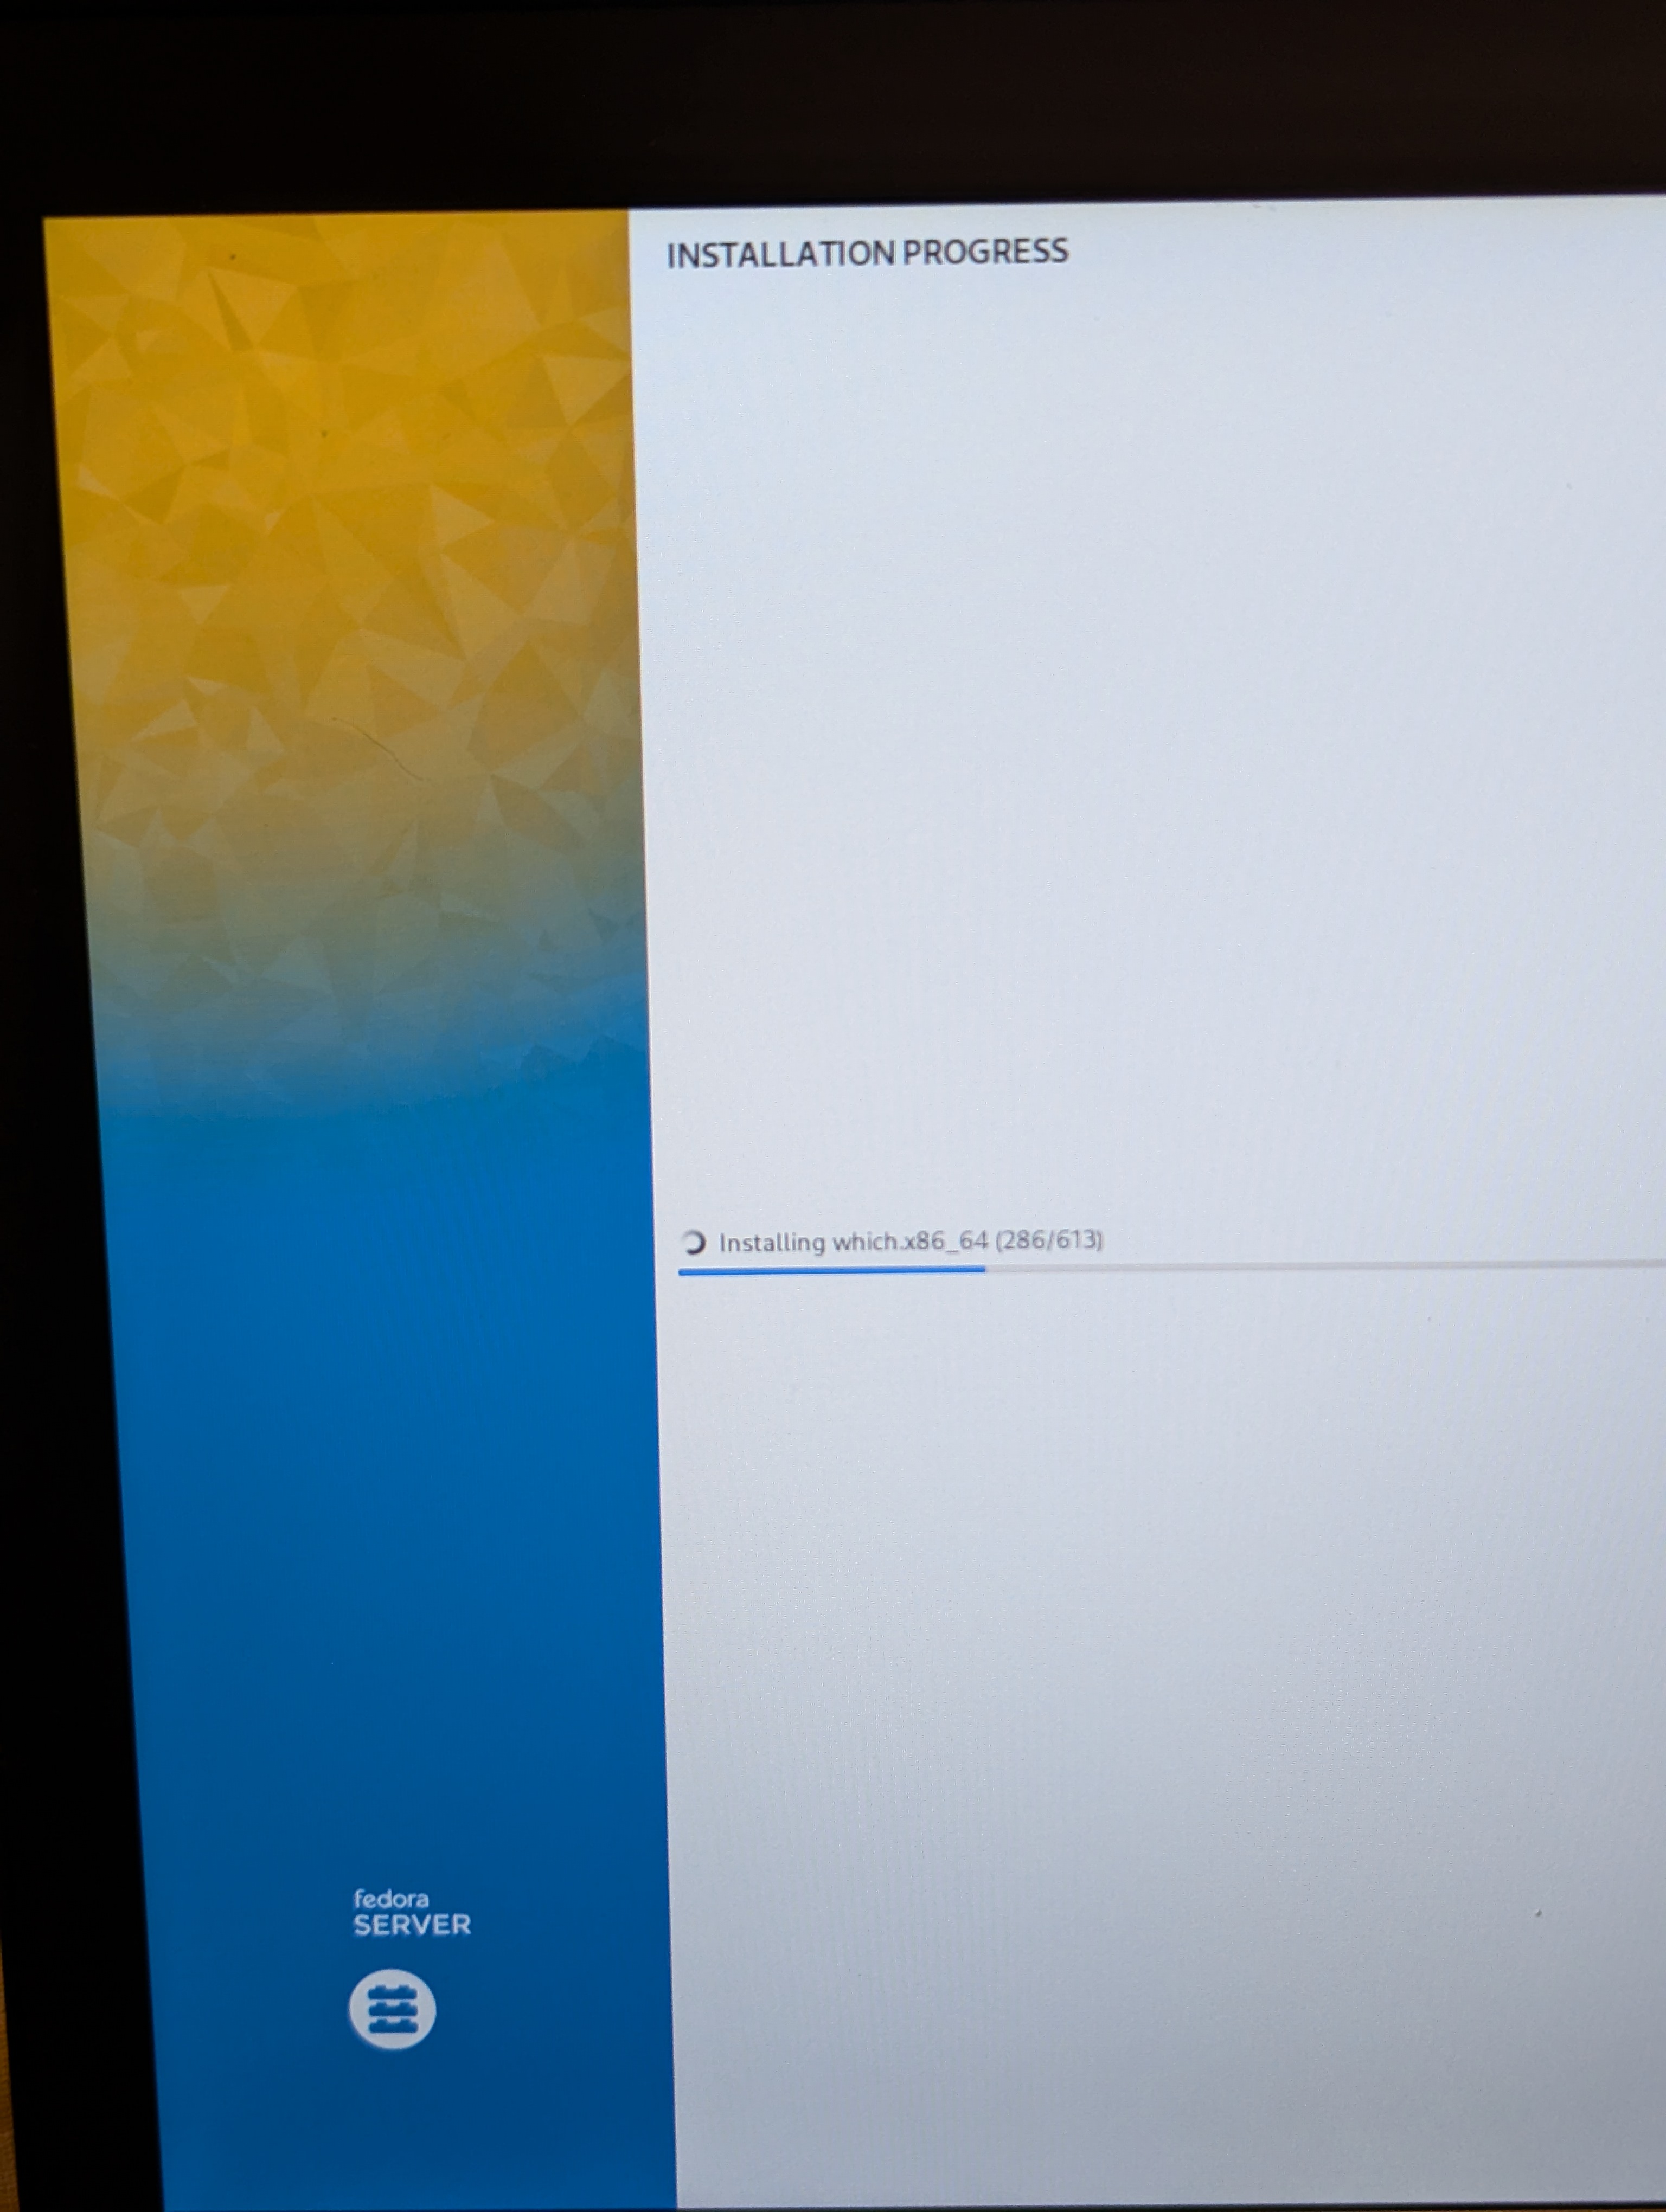 INSTALLATION PROGRESS
Installing which.x86_64 (286/613)
fedora
SERVER